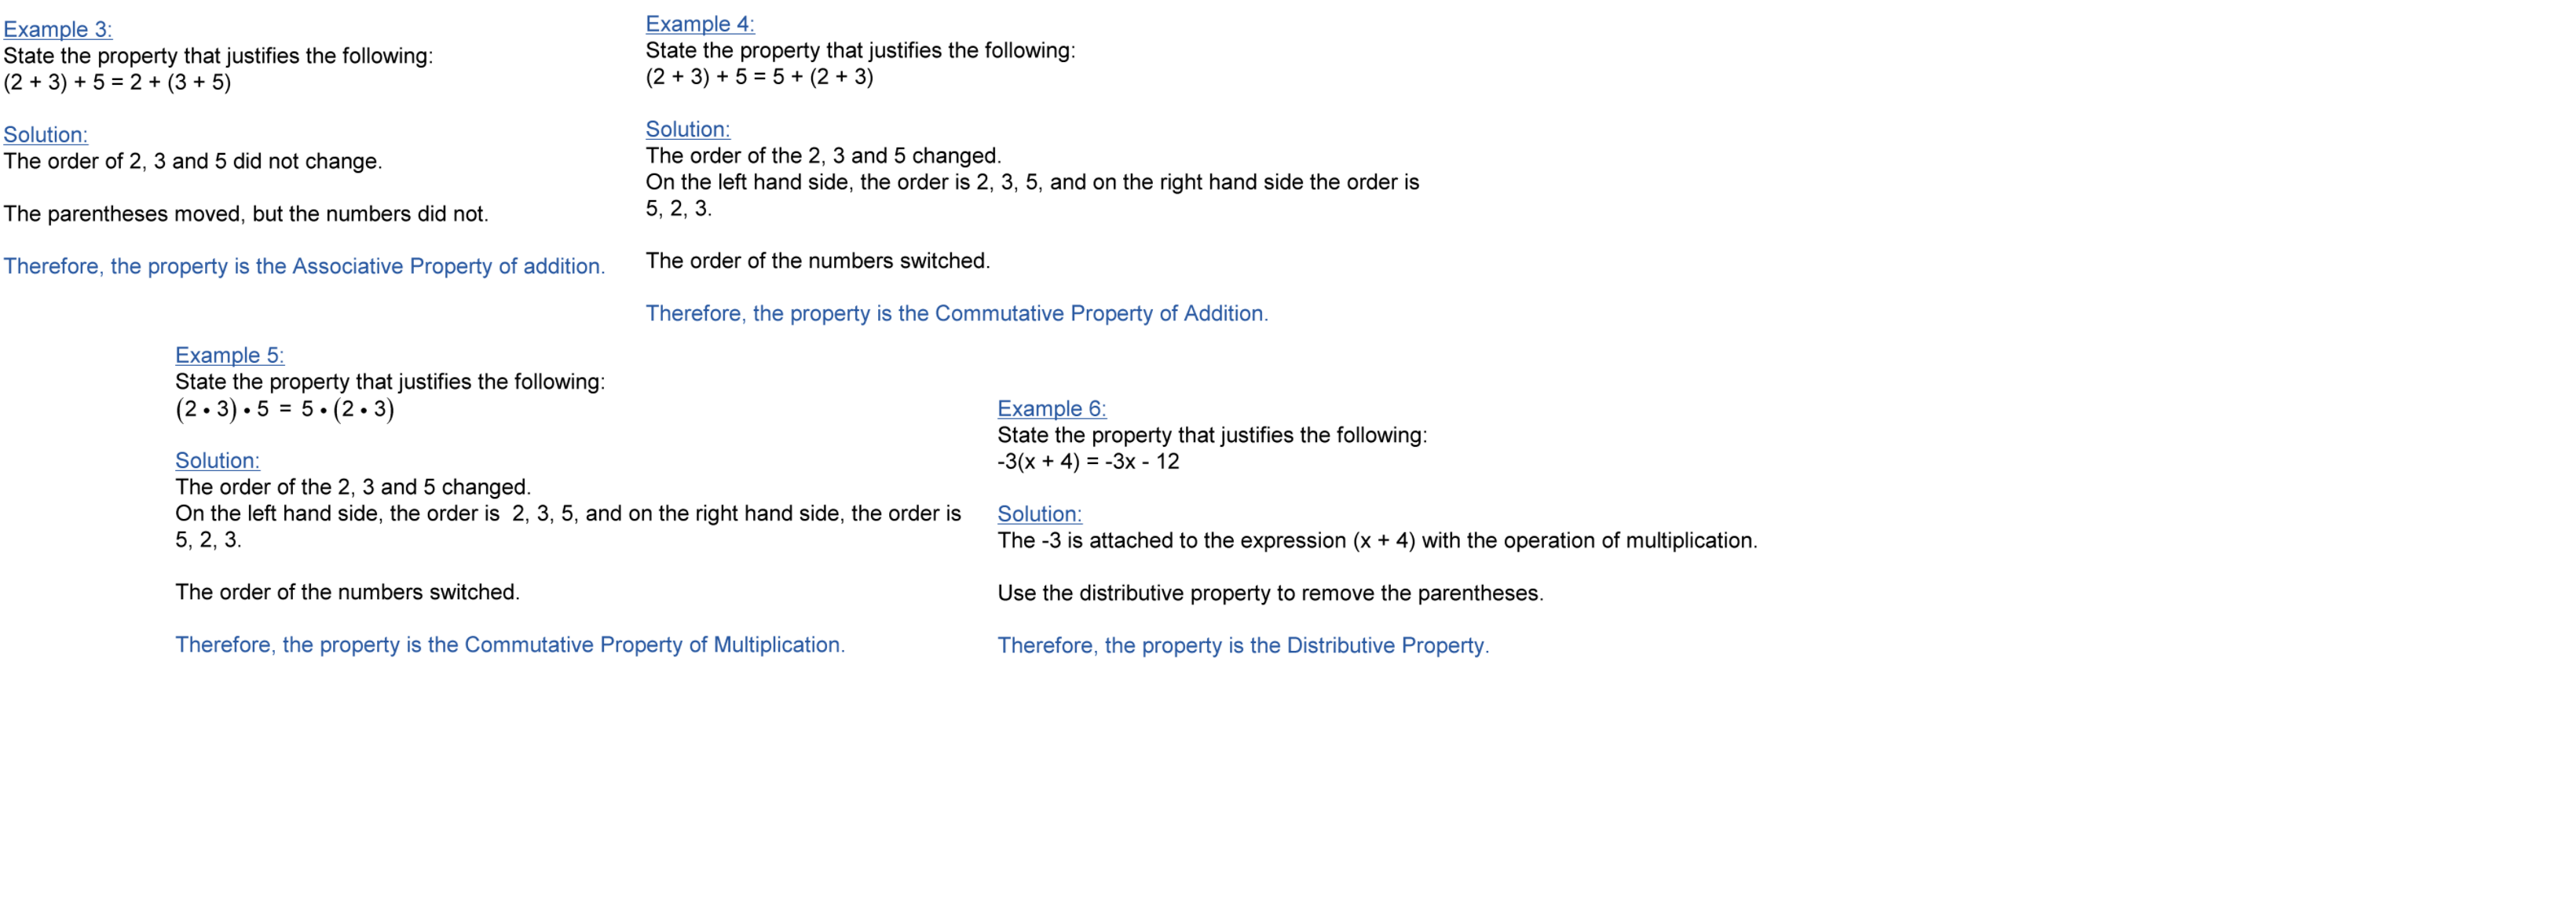 Example 3:
State the property that justifies the following:
(2 + 3) + 5 = 2 + (3 + 5)
Solution:
The order of 2, 3 and 5 did not change.
The parentheses moved, but the numbers did not.
Therefore, the property is the Associative Property of addition.
Example 4:
State the property that justifies the following:
(2 + 3) + 5 = 5 + (2 + 3)
Solution:
The order of the 2, 3 and 5 changed.
On the left hand side, the order is 2, 3, 5, and on the right hand side the order is
5, 2, 3.
The order of the numbers switched.
Therefore, the property is the Commutative Property of Addition.
Example 5:
State the property that justifies the following:
(2 • 3) • 5 = 5 • (2 • 3)
Solution:
The order of the 2, 3 and 5 changed.
On the left hand side, the order is 2, 3, 5, and on the right hand side, the order is
5, 2, 3.
The order of the numbers switched.
Therefore, the property is the Commutative Property of Multiplication.
Example 6:
State the property that justifies the following:
-3(x + 4) = -3x - 12
Solution:
The -3 is attached to the expression (x + 4) with the operation of multiplication.
Use the distributive property to remove the parentheses.
Therefore, the property is the Distributive Property.